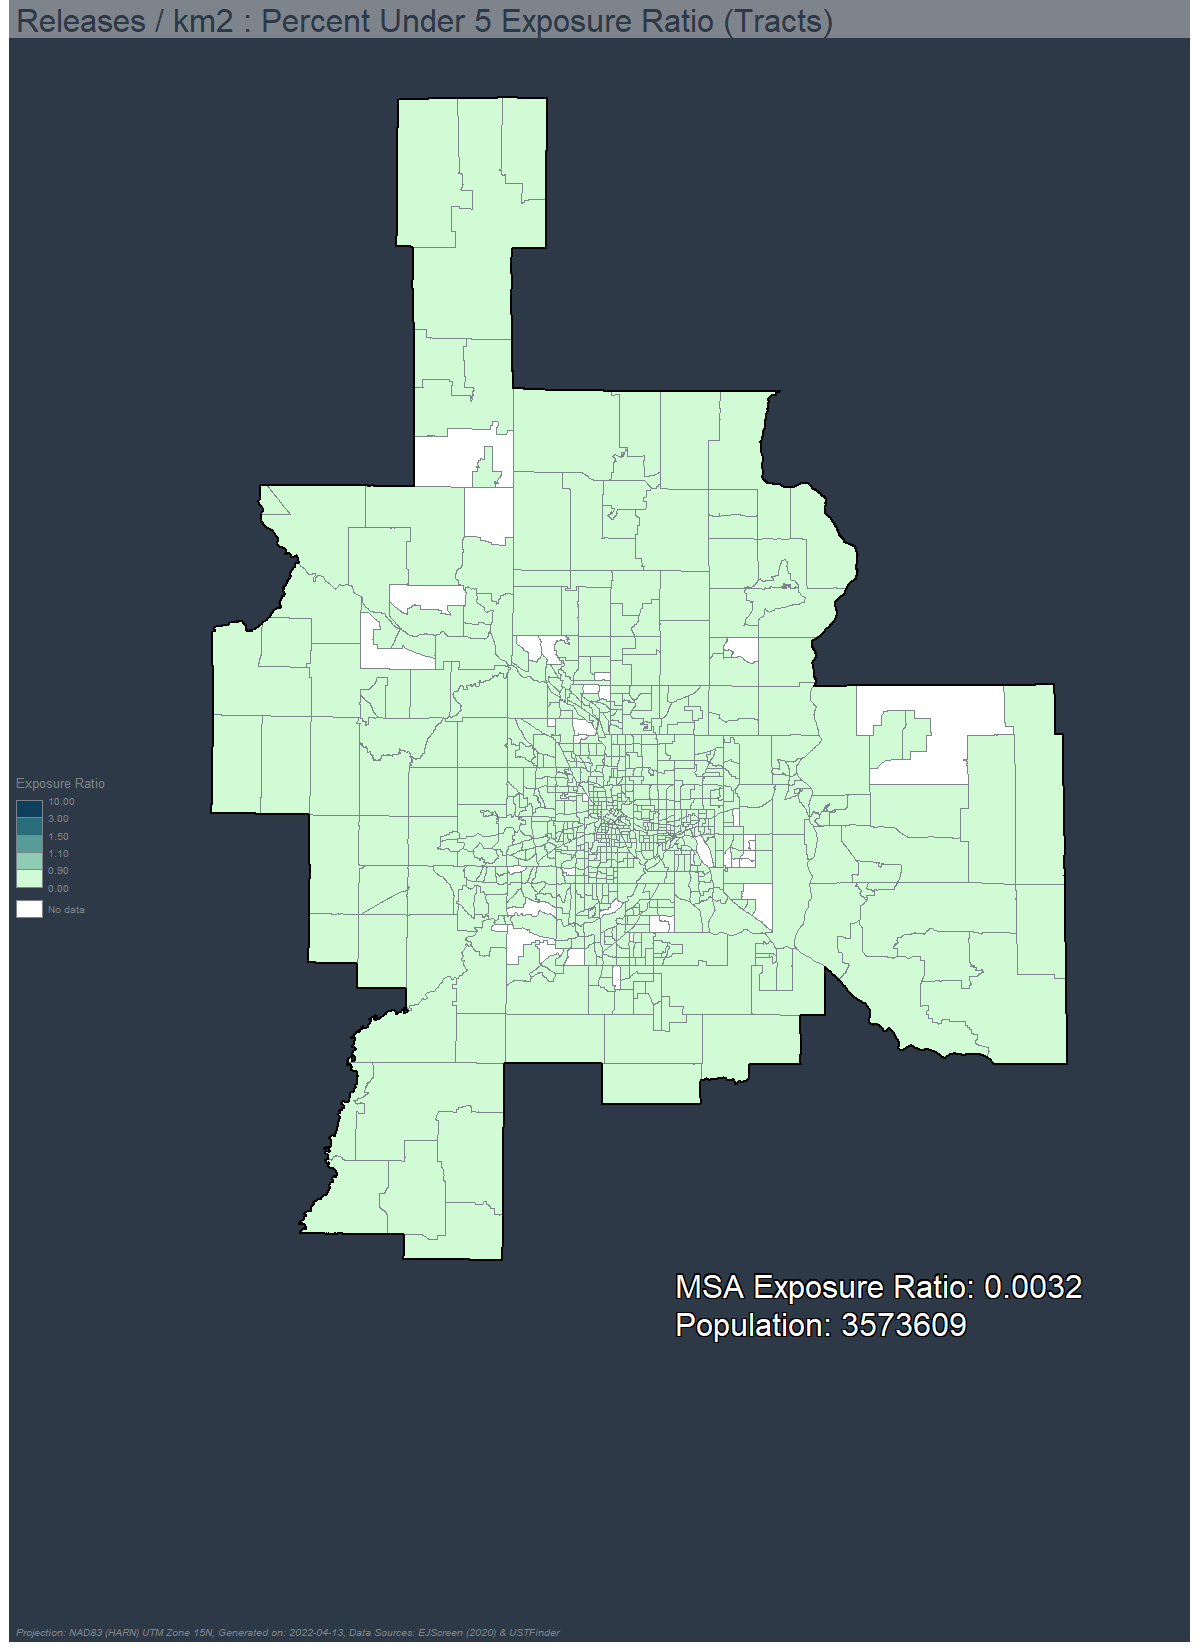 Releases / km2 : Percent Under 5 Exposure Ratio (Tracts)
Exposure Ratio
10.00
3.00
1.50
1.10
0.90
0.00
No data
MSA Exposure Ratio: 0.0032
Population: 3573609
Projection: NAD83 (HARN) UTM Zone 15N, Generated on: 2022-04-13, Data Sources: EJScreen (2020) & USTFinder